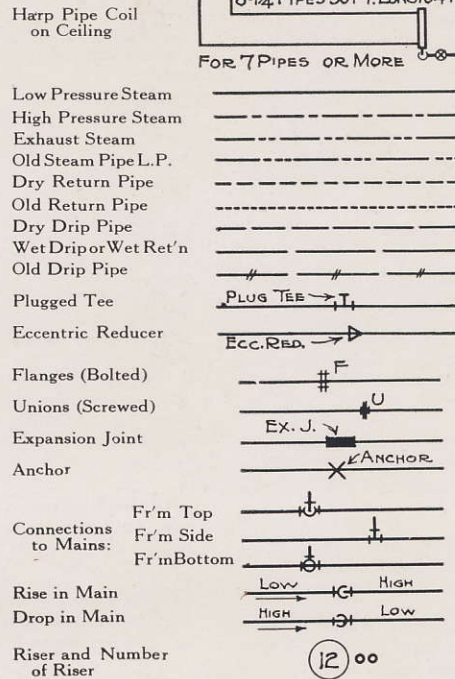 Harp Pipe Coil
on Ceiling
FOR 7 PIPES OR MORE
Low Pressure Steam
High Pressure Steam
Exhaust Steam
Old Steam Pipe L.P.
Dry Return Pipe
Old Return Pipe
Dry Drip Pipe
Wet Drip or Wet Ret'n
Old Drip Pipe
Plugged Tee PLUG TEE T
Eccentric Reducer ECC. RED.
Flanges (Bolted) F
Unions (Screwed) U
Expansion Joint EX. J.
Anchor ANCHOR
Connections
to Mains:
Fr'm Top
Fr'm Side
Fr'm Bottom
Rise in Main LOW HIGH
Drop in Main HIGH LOW
Riser and Number
of Riser
12